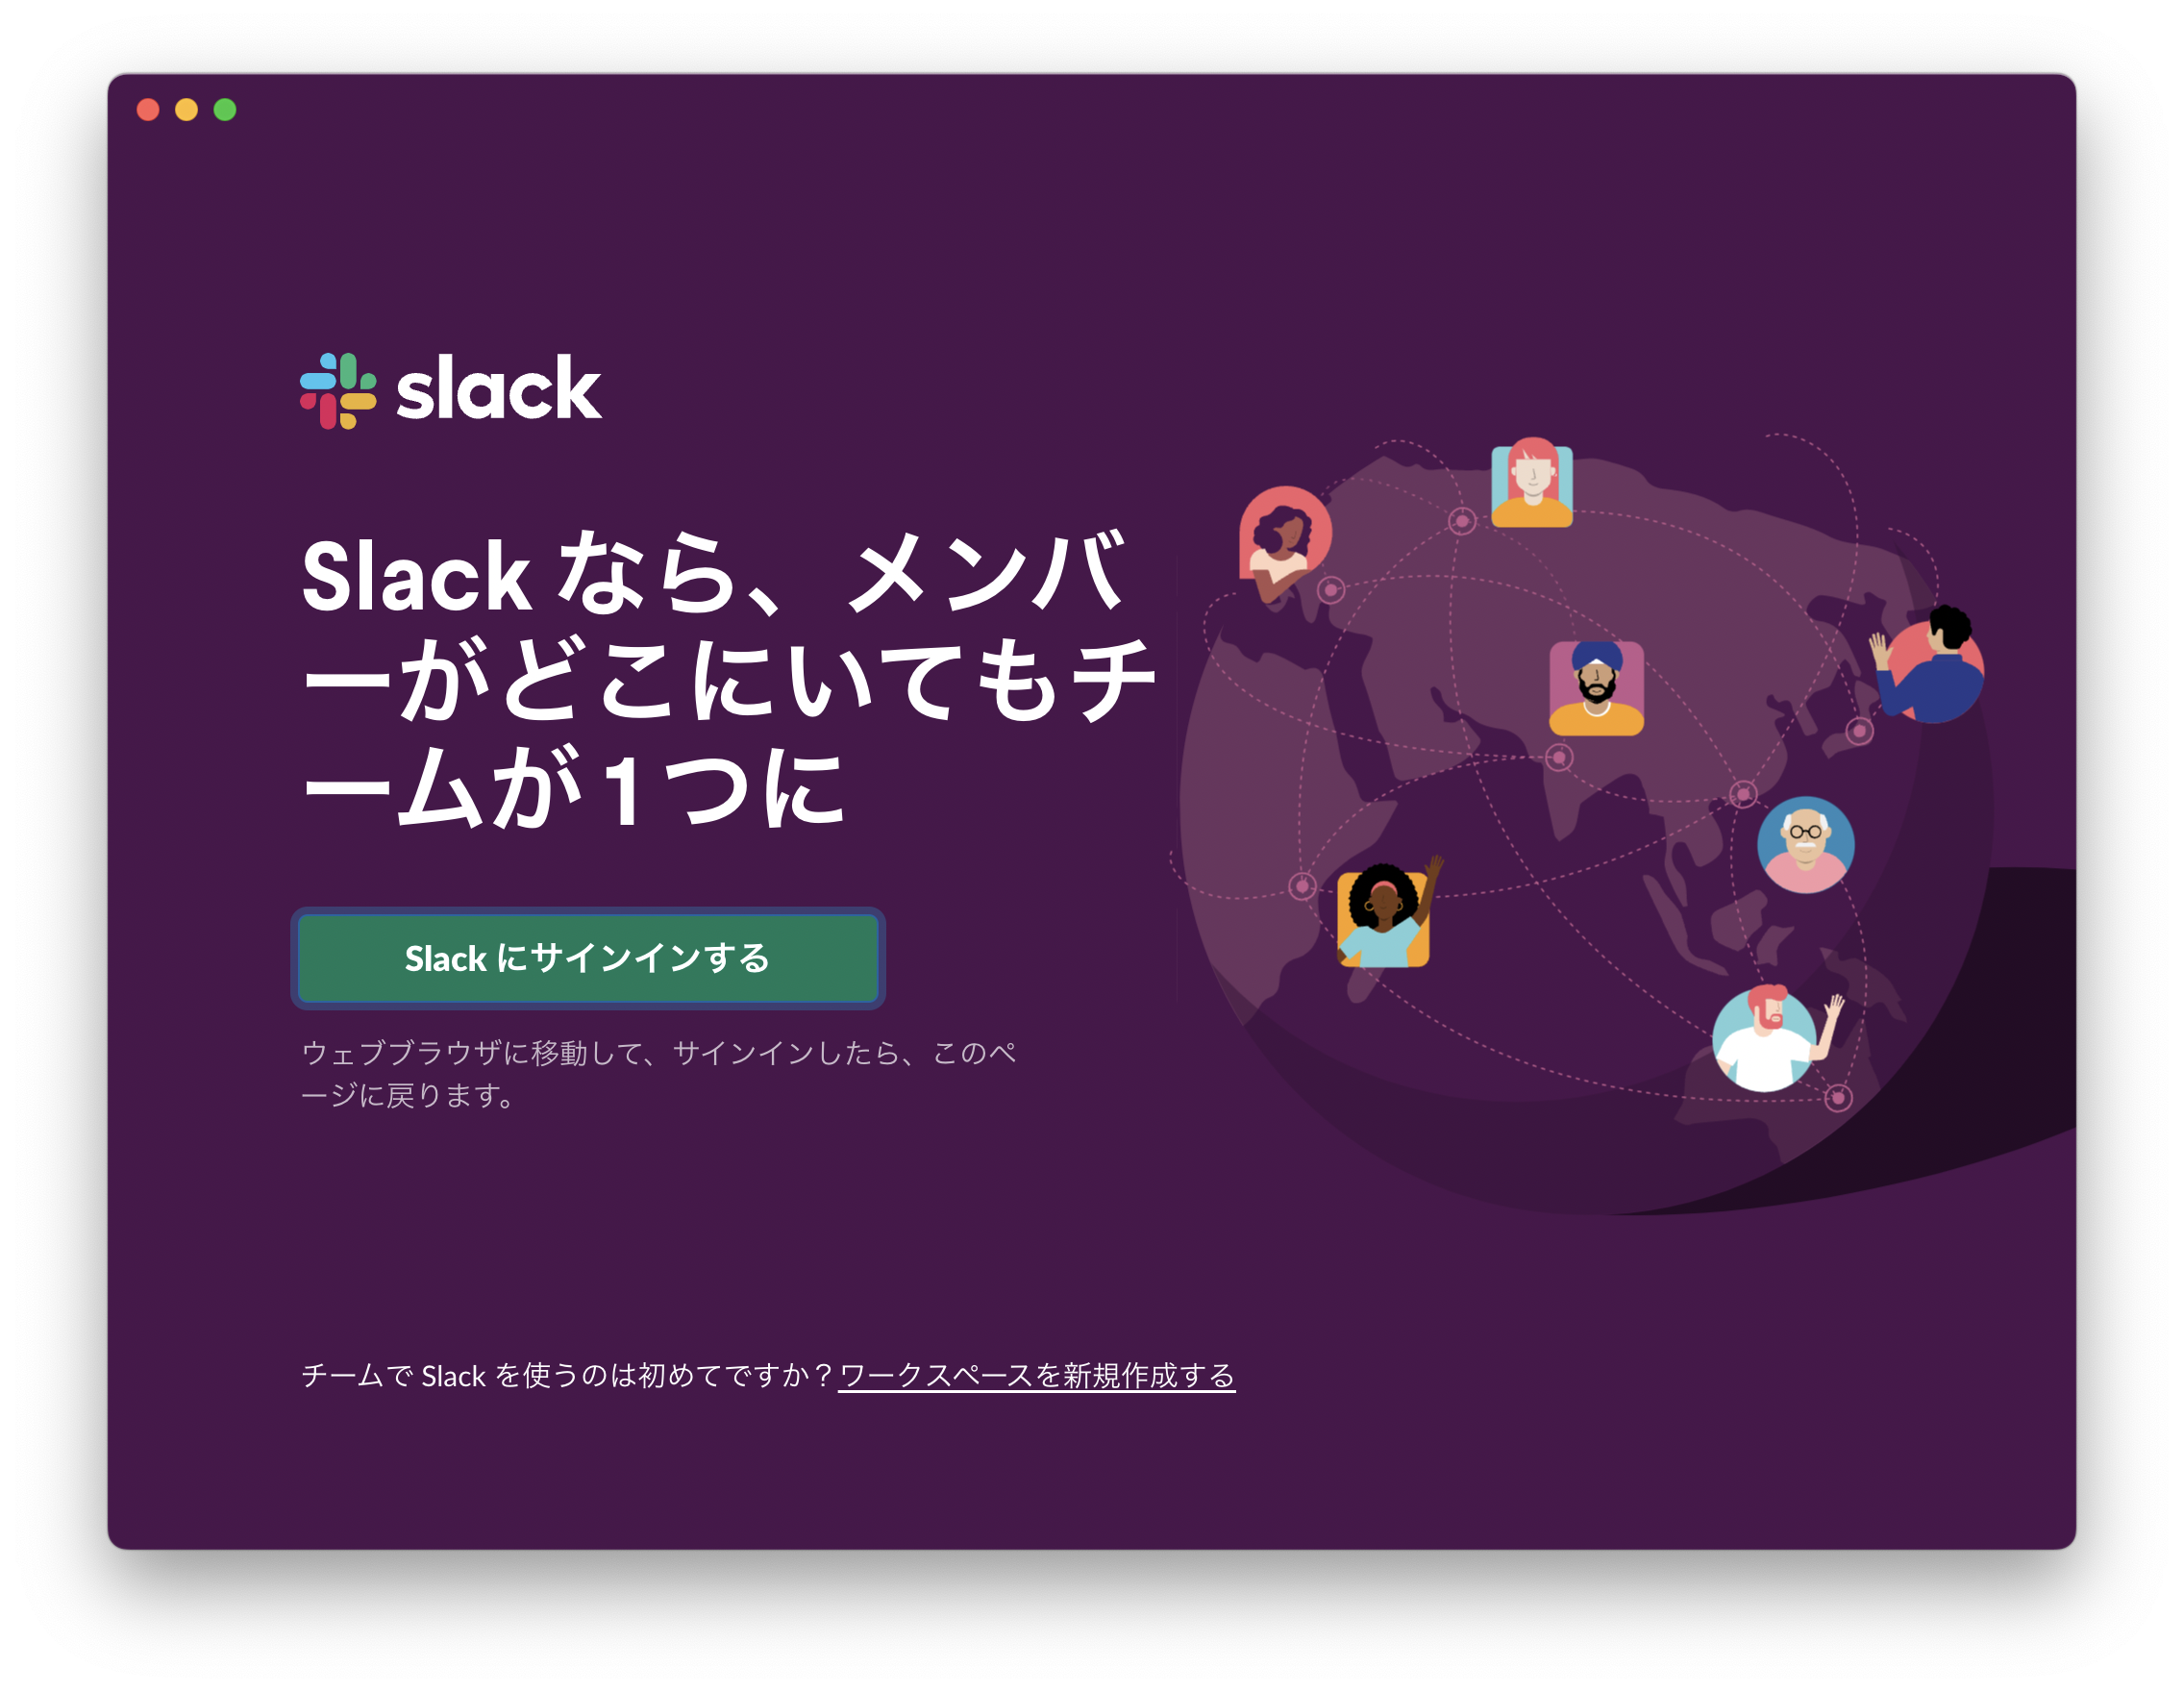 slack
Slack なら、メンバ
ーがどこにいてもチ
ームが 1 つに
Slack にサインインする
ウェブブラウザに移動して、サインインしたら、このペ
ージに戻ります。
チームで Slack を使うのは初めてですか？ワークスペースを新規作成する